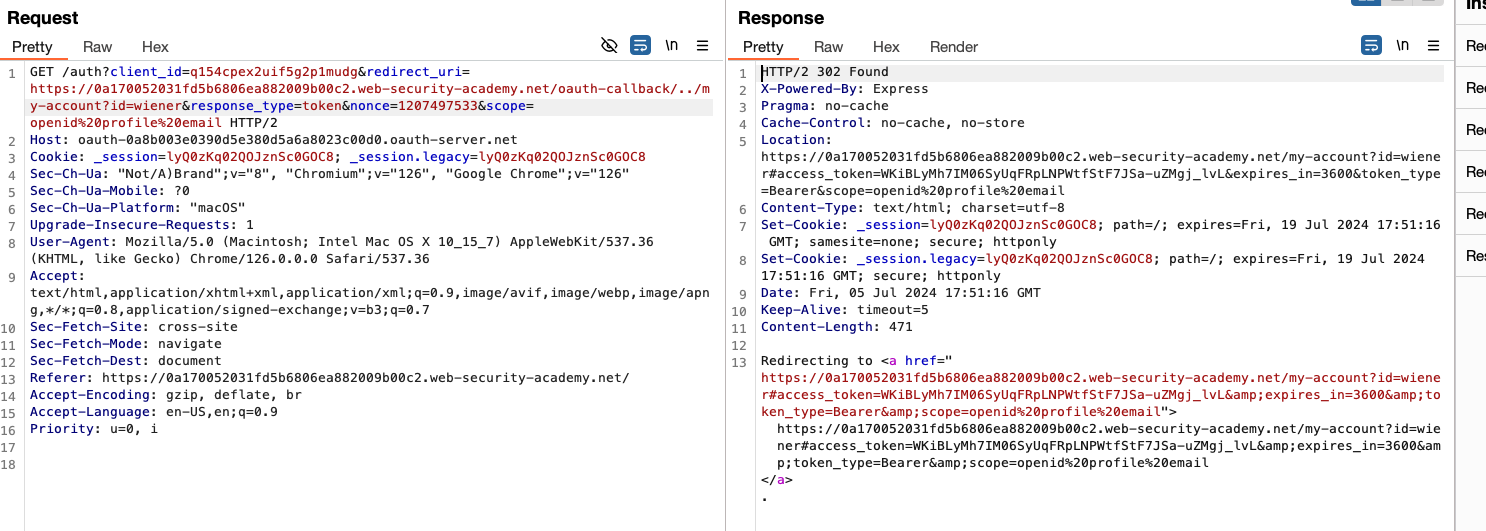 Request
Pretty Raw Hex \n
1 GET /auth?client_id=q154cpex2uif5g2p1mudg&redirect_uri=
https://0a170052031fd5b6806ea882009b00c2.web-security-academy.net/oauth-callback/../m
y-account?id=wiener&response_type=token&nonce=1207497533&scope=
openid%20profile%20email HTTP/2
2 Host: oauth-0a8b003e0390d5e380d5a6a8023c00d0.oauth-server.net
3 Cookie: _session=lyQ0zKq02QOJznSc0GOC8; _session.legacy=lyQ0zKq02QOJznSc0GOC8
4 Sec-Ch-Ua: "Not/A)Brand";v="8", "Chromium";v="126", "Google Chrome";v="126"
5 Sec-Ch-Ua-Mobile: ?0
6 Sec-Ch-Ua-Platform: "macOS"
7 Upgrade-Insecure-Requests: 1
8 User-Agent: Mozilla/5.0 (Macintosh; Intel Mac OS X 10_15_7) AppleWebKit/537.36
(KHTML, like Gecko) Chrome/126.0.0.0 Safari/537.36
9 Accept:
text/html,application/xhtml+xml,application/xml;q=0.9,image/avif,image/webp,image/apn
g,*/*;q=0.8,application/signed-exchange;v=b3;q=0.7
10 Sec-Fetch-Site: cross-site
11 Sec-Fetch-Mode: navigate
12 Sec-Fetch-Dest: document
13 Referer: https://0a170052031fd5b6806ea882009b00c2.web-security-academy.net/
14 Accept-Encoding: gzip, deflate, br
15 Accept-Language: en-US,en;q=0.9
16 Priority: u=0, i
17
18
Response
Pretty Raw Hex Render \n
1 HTTP/2 302 Found
2 X-Powered-By: Express
3 Pragma: no-cache
4 Cache-Control: no-cache, no-store
5 Location:
https://0a170052031fd5b6806ea882009b00c2.web-security-academy.net/my-account?id=wiene
r#access_token=WKiBLyMh7IM06SyUqFRpLNPWtfStF7JSa-uZMgj_lvL&expires_in=3600&token_type
=Bearer&scope=openid%20profile%20email
6 Content-Type: text/html; charset=utf-8
7 Set-Cookie: _session=lyQ0zKq02QOJznSc0GOC8; path=/; expires=Fri, 19 Jul 2024 17:51:16
GMT; samesite=none; secure; httponly
8 Set-Cookie: _session.legacy=lyQ0zKq02QOJznSc0GOC8; path=/; expires=Fri, 19 Jul 2024
17:51:16 GMT; secure; httponly
9 Date: Fri, 05 Jul 2024 17:51:16 GMT
10 Keep-Alive: timeout=5
11 Content-Length: 471
12
13 Redirecting to <a href="
https://0a170052031fd5b6806ea882009b00c2.web-security-academy.net/my-account?id=wiene
r#access_token=WKiBLyMh7IM06SyUqFRpLNPWtfStF7JSa-uZMgj_lvL&amp;expires_in=3600&amp;to
ken_type=Bearer&amp;scope=openid%20profile%20email">
https://0a170052031fd5b6806ea882009b00c2.web-security-academy.net/my-account?id=wie
ner#access_token=WKiBLyMh7IM06SyUqFRpLNPWtfStF7JSa-uZMgj_lvL&amp;expires_in=3600&am
p;token_type=Bearer&amp;scope=openid%20profile%20email
</a>
.
Ins
Re
Re
Re
Re
Re
Res